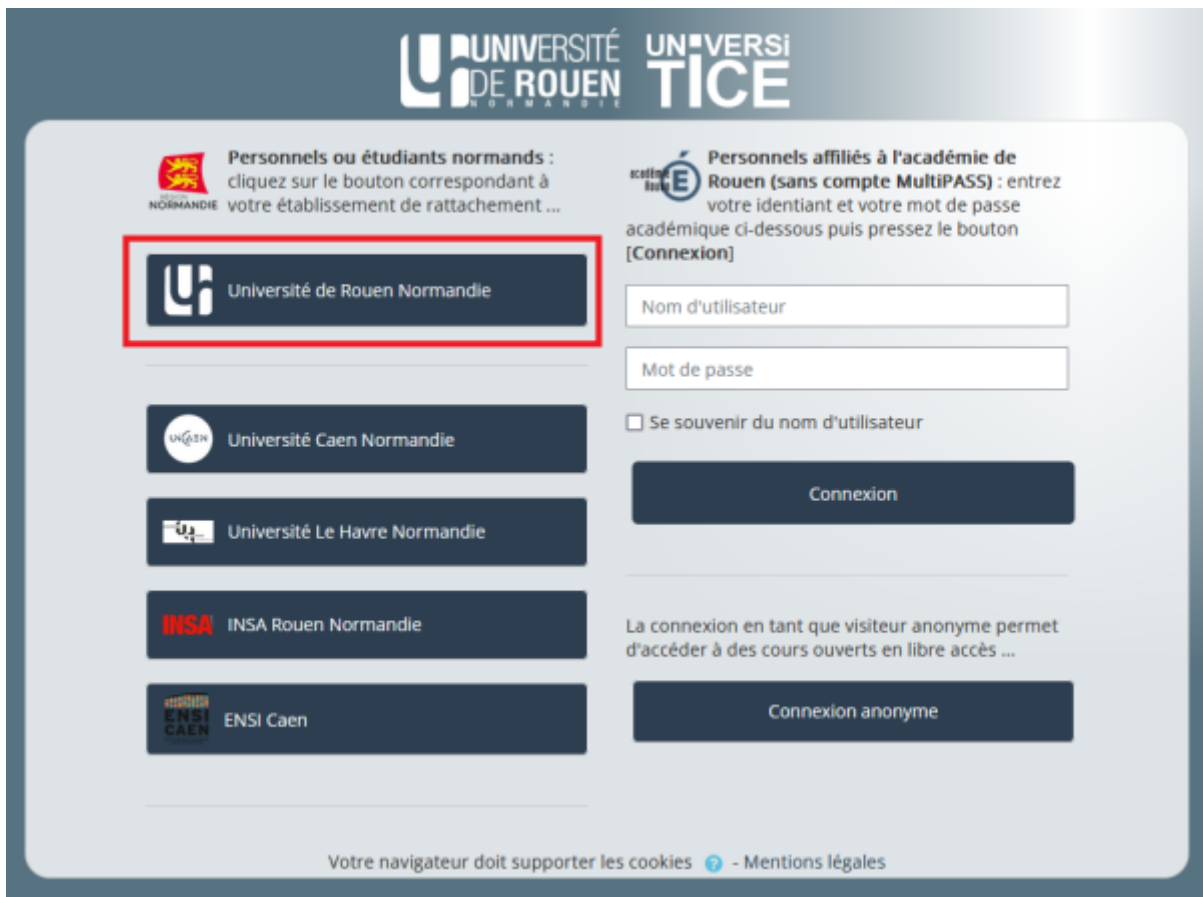 UNIVERSITÉ
DE ROUEN
NORMANDIE
UNIVERSi
TICE
RÉGION
NORMANDIE
Personnels ou étudiants normands :
cliquez sur le bouton correspondant à
votre établissement de rattachement ...
Université de Rouen Normandie
UNICAEN
Université Caen Normandie
Université Le Havre Normandie
INSA
INSA Rouen Normandie
ENSI
CAEN
ENSI Caen
académie
Rouen
Personnels affiliés à l'académie de
Rouen (sans compte MultiPASS) : entrez
votre identiant et votre mot de passe
académique ci-dessous puis pressez le bouton
[Connexion]
Nom d'utilisateur
Mot de passe
Se souvenir du nom d'utilisateur
Connexion
La connexion en tant que visiteur anonyme permet
d'accéder à des cours ouverts en libre accès ...
Connexion anonyme
Votre navigateur doit supporter les cookies ? - Mentions légales